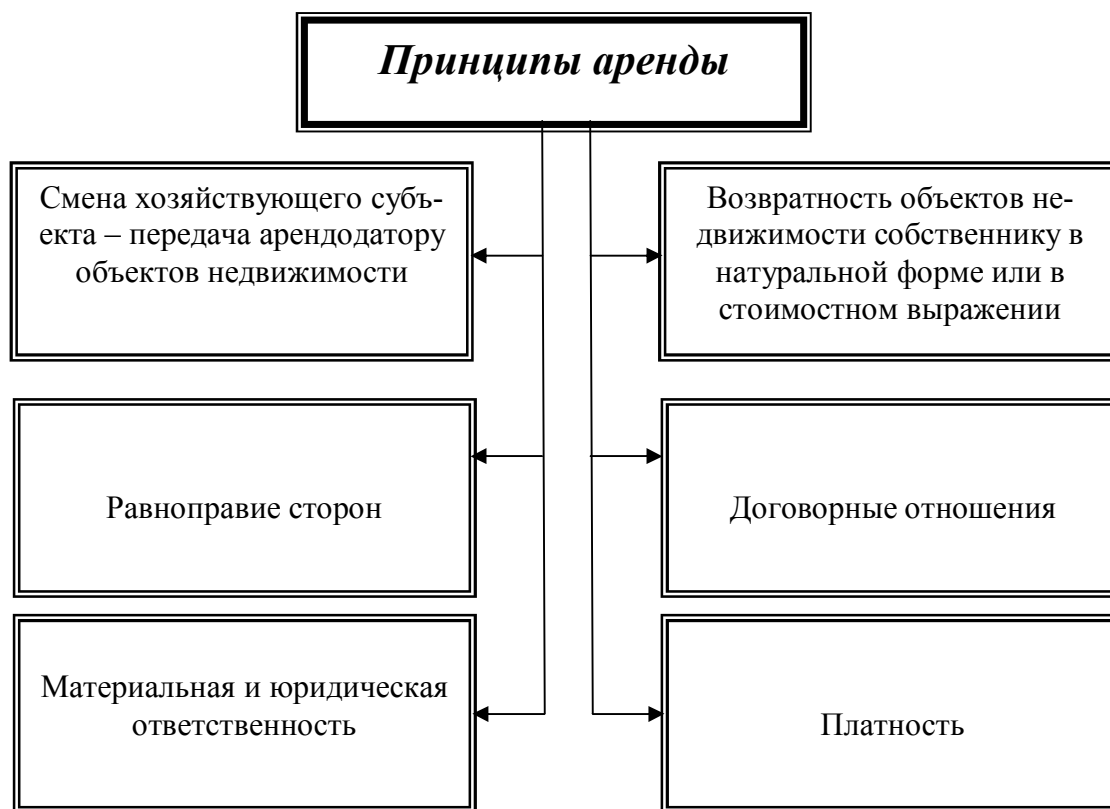 Принципы аренды
Смена хозяйствующего субъ-
екта – передача арендодатору
объектов недвижимости
Возвратность объектов не-
движимости собственнику в
натуральной форме или в
стоимостном выражении
Равноправие сторон
Договорные отношения
Материальная и юридическая
ответственность
Платность